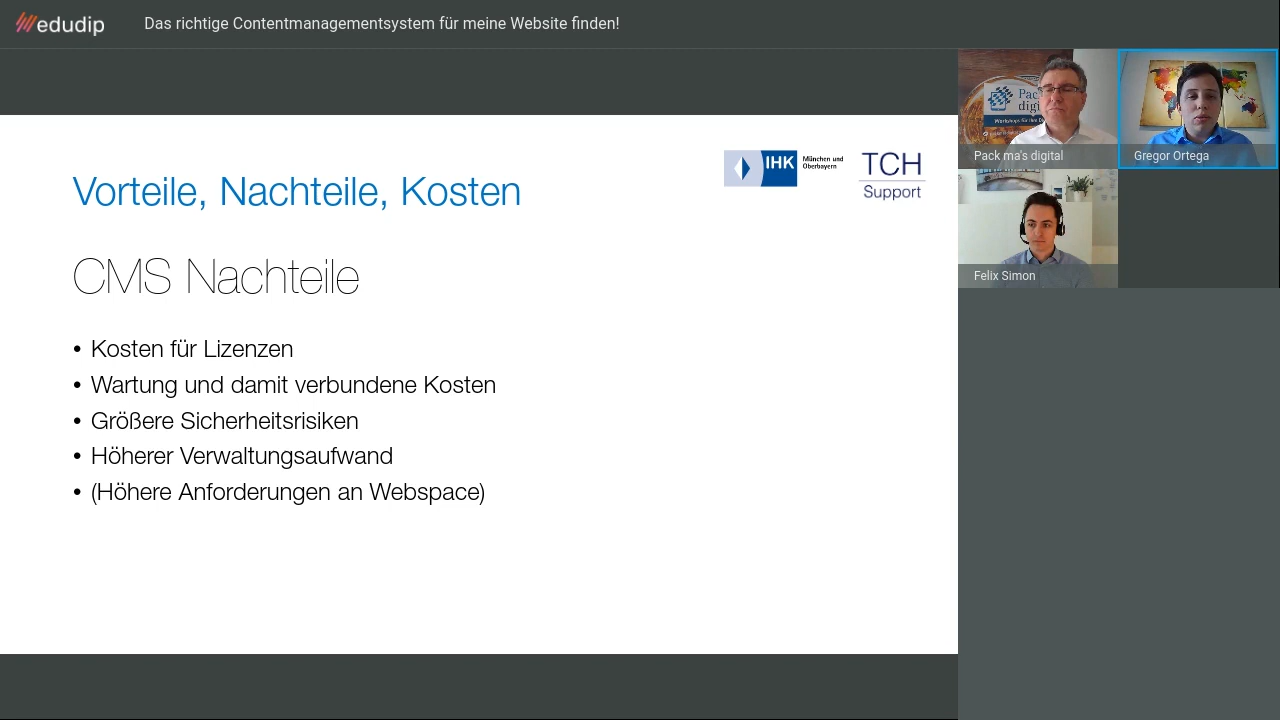 edudip
Das richtige Contentmanagementsystem für meine Website finden!
Vorteile, Nachteile, Kosten
IHK München und
Oberbayern
TCH
Support
CMS Nachteile
• Kosten für Lizenzen
• Wartung und damit verbundene Kosten
• Größere Sicherheitsrisiken
• Höherer Verwaltungsaufwand
• (Höhere Anforderungen an Webspace)
Pack ma's digital
Gregor Ortega
Felix Simon